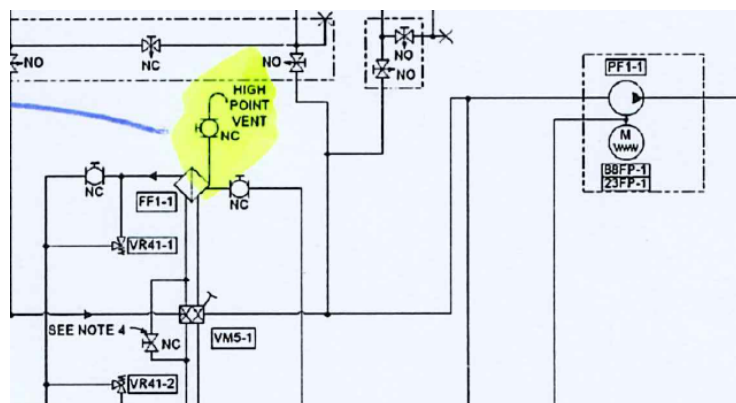 NO
NC
NO
NO
NO
HIGH
POINT
VENT
NC
PF1-1
M
88FP-1
23FP-1
NC
FF1-1
NC
VR41-1
SEE NOTE 4
NC
VM5-1
VR41-2